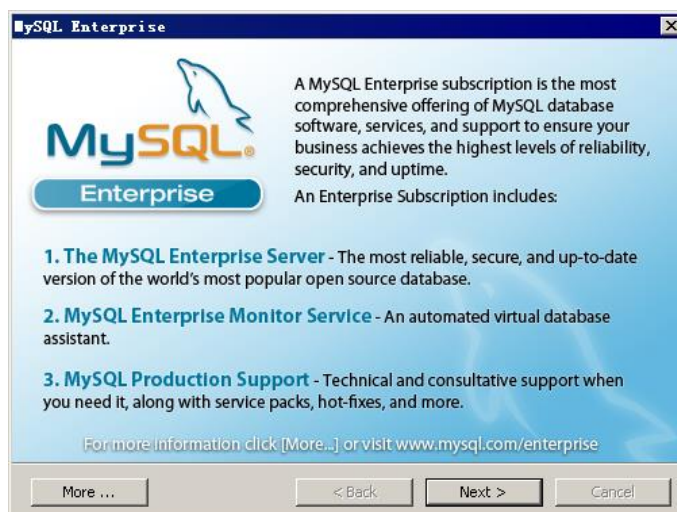 MySQL Enterprise
MySQL®
Enterprise
A MySQL Enterprise subscription is the most
comprehensive offering of MySQL database
software, services, and support to ensure your
business achieves the highest levels of reliability,
security, and uptime.
An Enterprise Subscription includes:
1. The MySQL Enterprise Server - The most reliable, secure, and up-to-date
version of the world's most popular open source database.
2. MySQL Enterprise Monitor Service - An automated virtual database
assistant.
3. MySQL Production Support - Technical and consultative support when
you need it, along with service packs, hot-fixes, and more.
For more information click [More...] or visit www.mysql.com/enterprise
More ...
< Back
Next >
Cancel